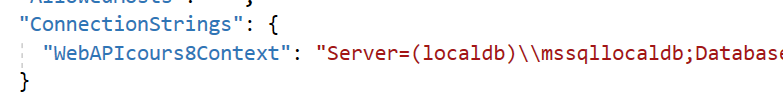 "ConnectionStrings": {
"WebAPIcours8Context": "Server=(localdb)\\mssqllocaldb;Database
}